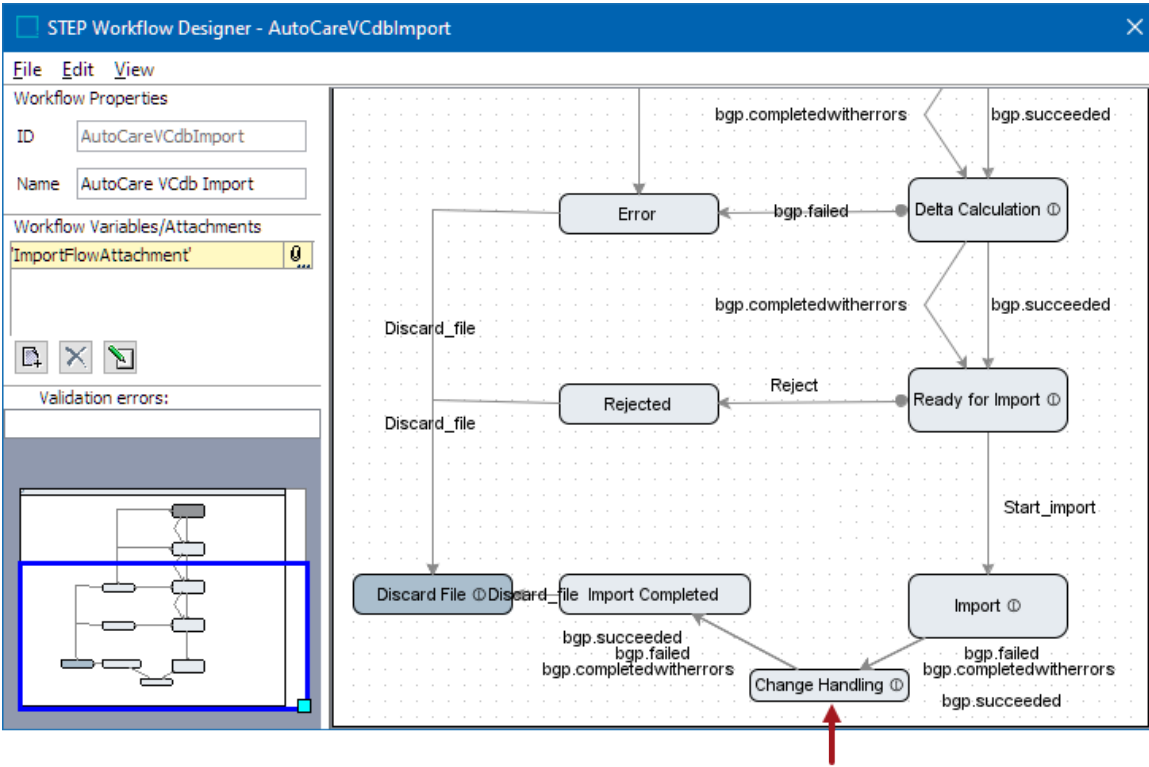 STEP Workflow Designer - AutoCareVCdbImport
File Edit View
Workflow Properties
ID AutoCareVCdbImport
Name AutoCare VCdb Import
Workflow Variables/Attachments
'ImportFlowAttachment'
Validation errors:
bgp.completedwitherrors
bgp.succeeded
Error
bgp.failed
Delta Calculation
bgp.completedwitherrors
bgp.succeeded
Discard_file
Rejected
Reject
Ready for Import
Discard_file
Start_import
Discard File
Discard_file
Import Completed
Import
bgp.succeeded
bgp.failed
bgp.completedwitherrors
bgp.failed
bgp.completedwitherrors
Change Handling
bgp.succeeded